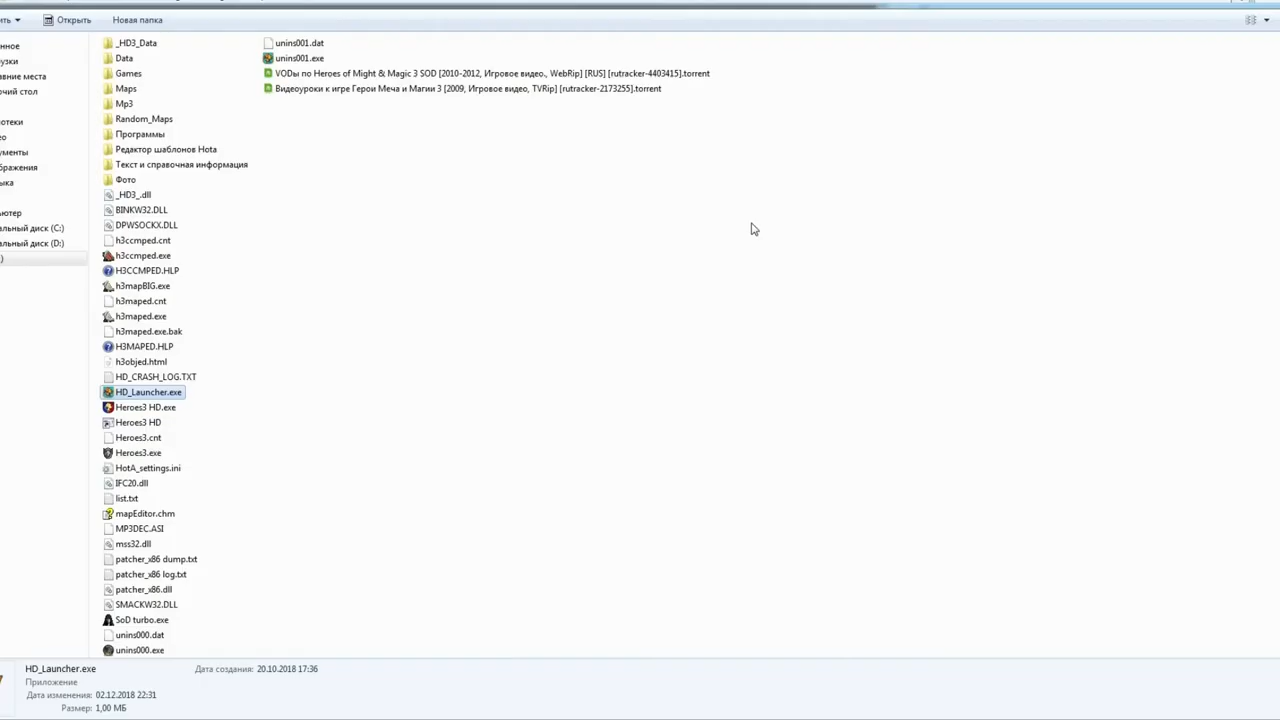 ить
Открыть
Новая папка
нное
узки
авние места
очий стол
отеки
ео
ументы
ображения
ыка
ьютер
альный диск (C:)
альный диск (D:)
)
_HD3_Data
Data
Games
Maps
Mp3
Random_Maps
Программы
Редактор шаблонов Hota
Текст и справочная информация
Фото
_HD3_.dll
BINKW32.DLL
DPWSOCKX.DLL
h3ccmped.cnt
h3ccmped.exe
H3CCMPED.HLP
h3mapBIG.exe
h3maped.cnt
h3maped.exe
h3maped.exe.bak
H3MAPED.HLP
h3objed.html
HD_CRASH_LOG.TXT
HD_Launcher.exe
Heroes3 HD.exe
Heroes3 HD
Heroes3.cnt
Heroes3.exe
HotA_settings.ini
IFC20.dll
list.txt
mapEditor.chm
MP3DEC.ASI
mss32.dll
patcher_x86 dump.txt
patcher_x86 log.txt
patcher_x86.dll
SMACKW32.DLL
SoD turbo.exe
unins000.dat
unins000.exe
unins001.dat
unins001.exe
VODы по Heroes of Might & Magic 3 SOD [2010-2012, Игровое видео., WebRip] [RUS] [rutracker-4403415].torrent
Видеоуроки к игре Герои Меча и Магии 3 [2009, Игровое видео, TVRip] [rutracker-2173255].torrent
HD_Launcher.exe
Дата создания: 20.10.2018 17:36
Приложение
Дата изменения: 02.12.2018 22:31
Размер: 1,00 МБ